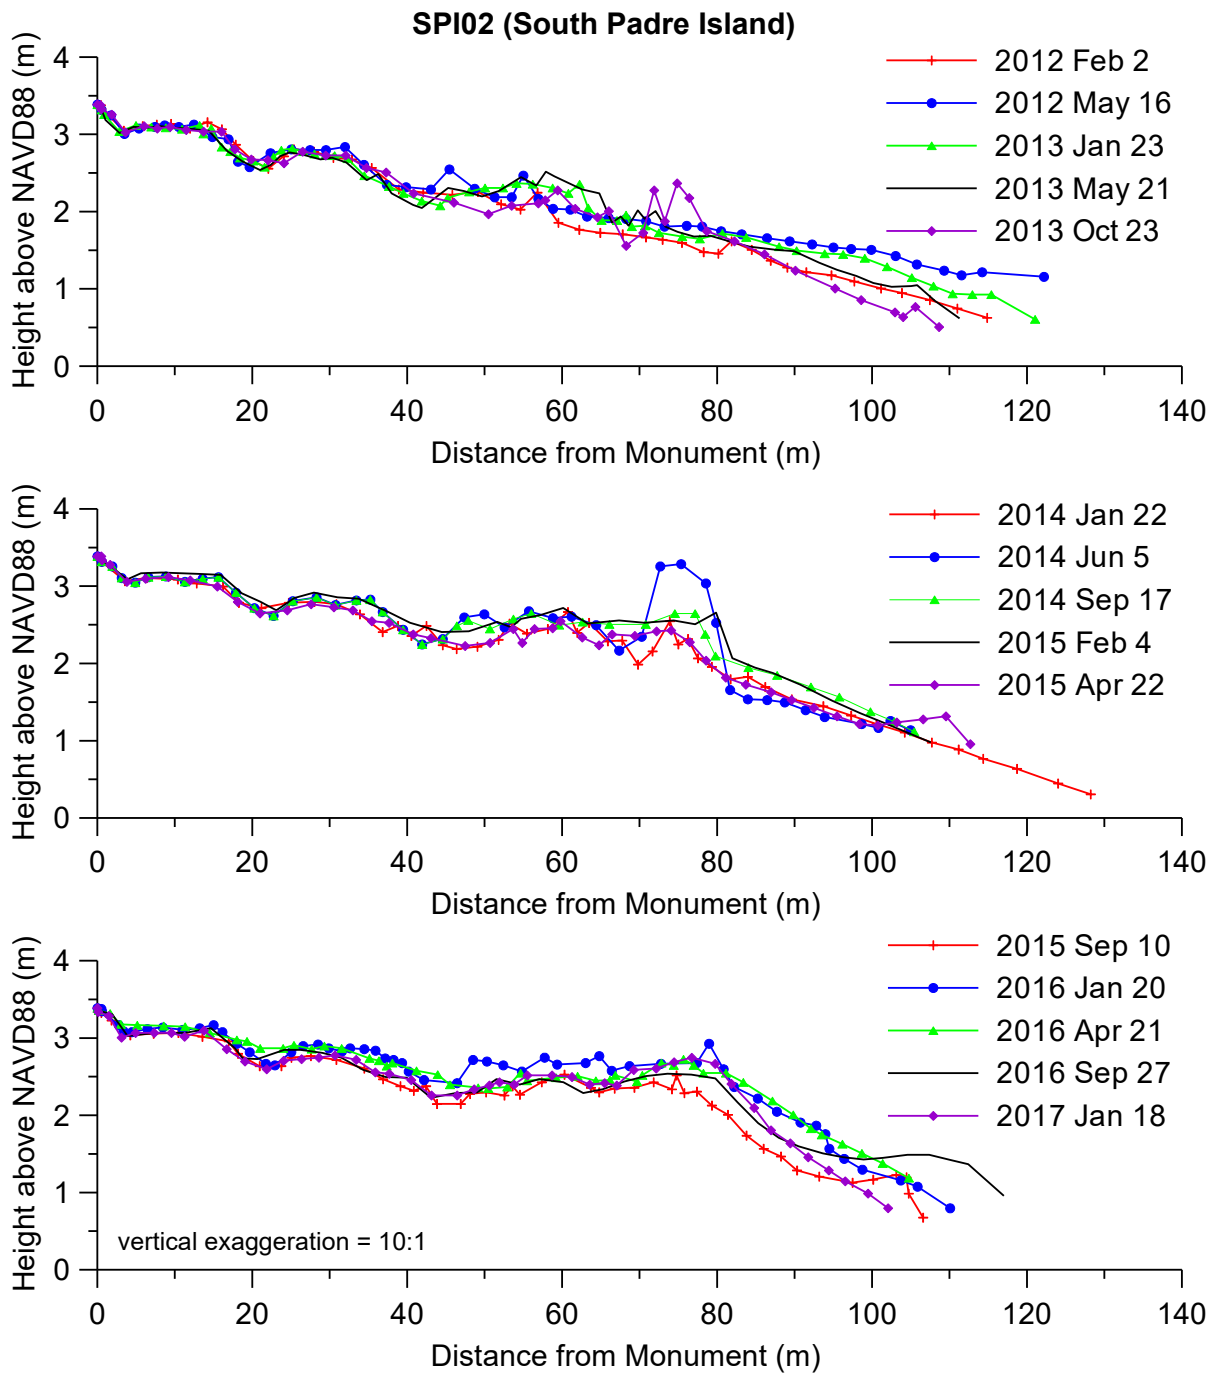 SPI02 (South Padre Island)
Height above NAVD88 (m)
4
3
2
1
0
0 20 40 60 80 100 120 140
Distance from Monument (m)
2012 Feb 2
2012 May 16
2013 Jan 23
2013 May 21
2013 Oct 23
Height above NAVD88 (m)
4
3
2
1
0
0 20 40 60 80 100 120 140
Distance from Monument (m)
2014 Jan 22
2014 Jun 5
2014 Sep 17
2015 Feb 4
2015 Apr 22
Height above NAVD88 (m)
4
3
2
1
0
0 20 40 60 80 100 120 140
Distance from Monument (m)
2015 Sep 10
2016 Jan 20
2016 Apr 21
2016 Sep 27
2017 Jan 18
vertical exaggeration = 10:1